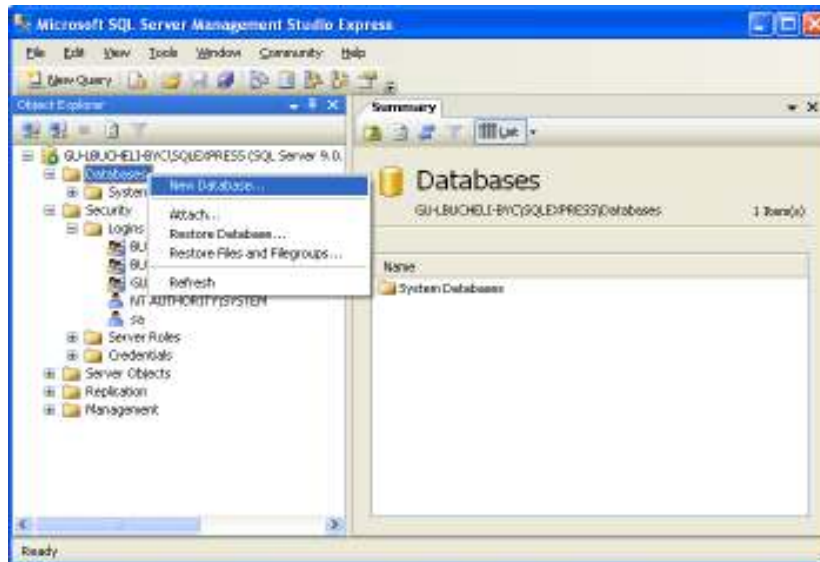 Microsoft SQL Server Management Studio Express
File Edit View Tools Window Community Help
New Query
Object Explorer
Summary
List
GU-LBUCHELI-BYC\SQLEXPRESS (SQL Server 9.0.
Databases
System
Security
Logins
BU
BU
GU
NT AUTHORITY\SYSTEM
sa
Server Roles
Credentials
Server Objects
Replication
Management
New Database...
Attach...
Restore Database...
Restore Files and Filegroups...
Refresh
Databases
GU-LBUCHELI-BYC\SQLEXPRESS\Databases
1 Item(s)
Name
System Databases
Ready